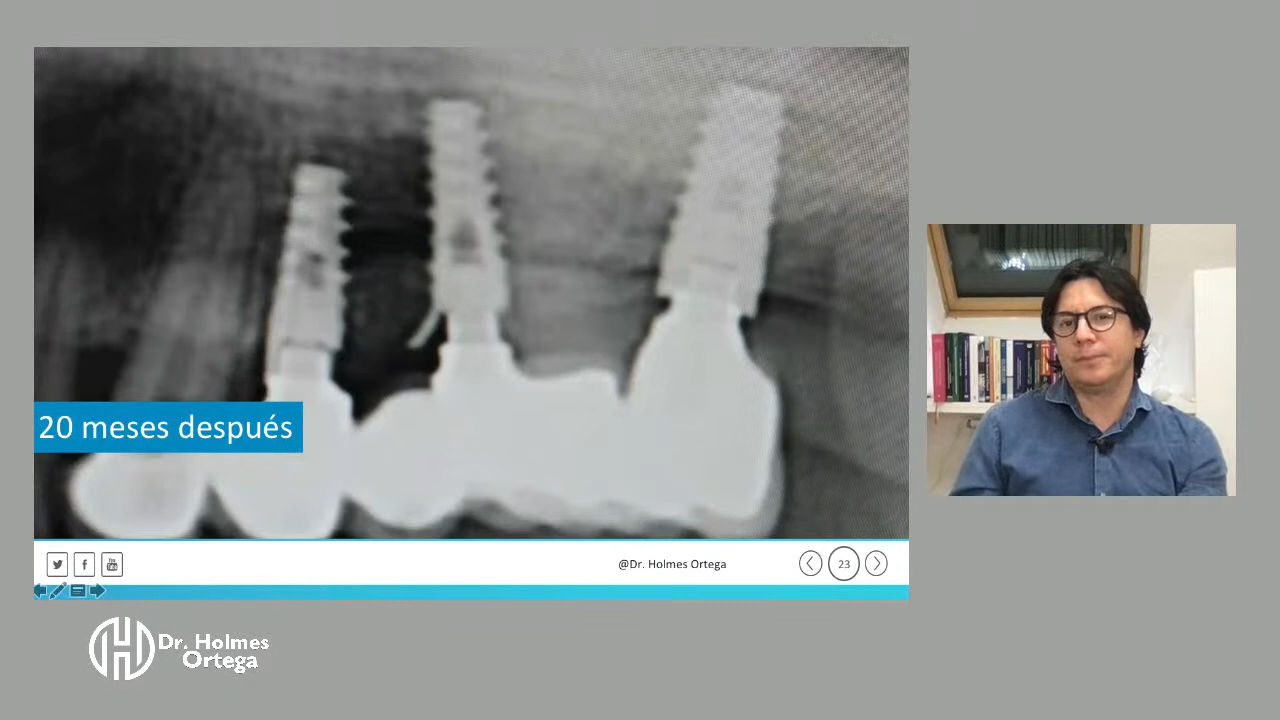 20 meses después
@Dr. Holmes Ortega
23
Dr. Holmes
Ortega